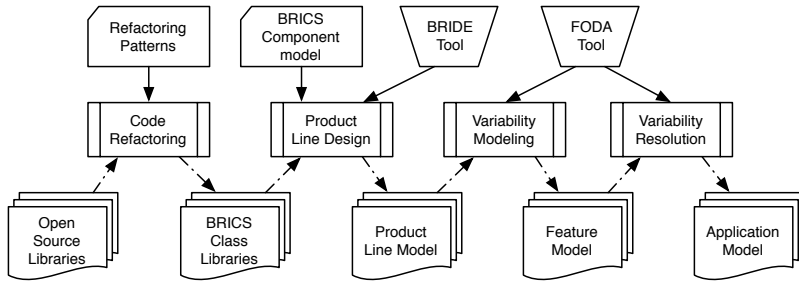 Refactoring
Patterns
BRICS
Component
model
BRIDE
Tool
FODA
Tool
Code
Refactoring
Product
Line Design
Variability
Modeling
Variability
Resolution
Open
Source
Libraries
BRICS
Class
Libraries
Product
Line Model
Feature
Model
Application
Model